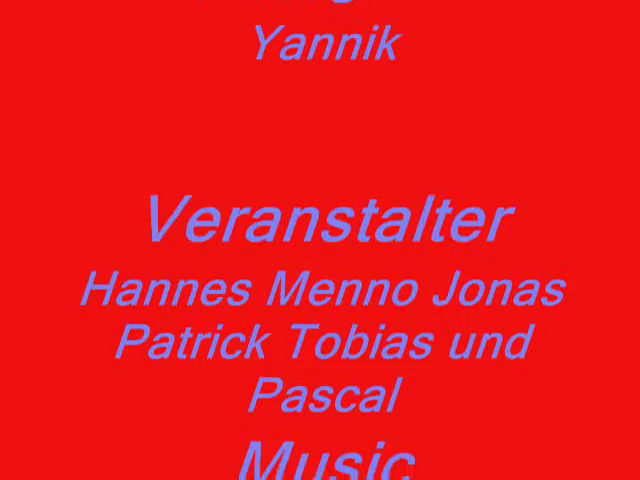 Yannik
Veranstalter
Hannes Menno Jonas
Patrick Tobias und
Pascal
Music